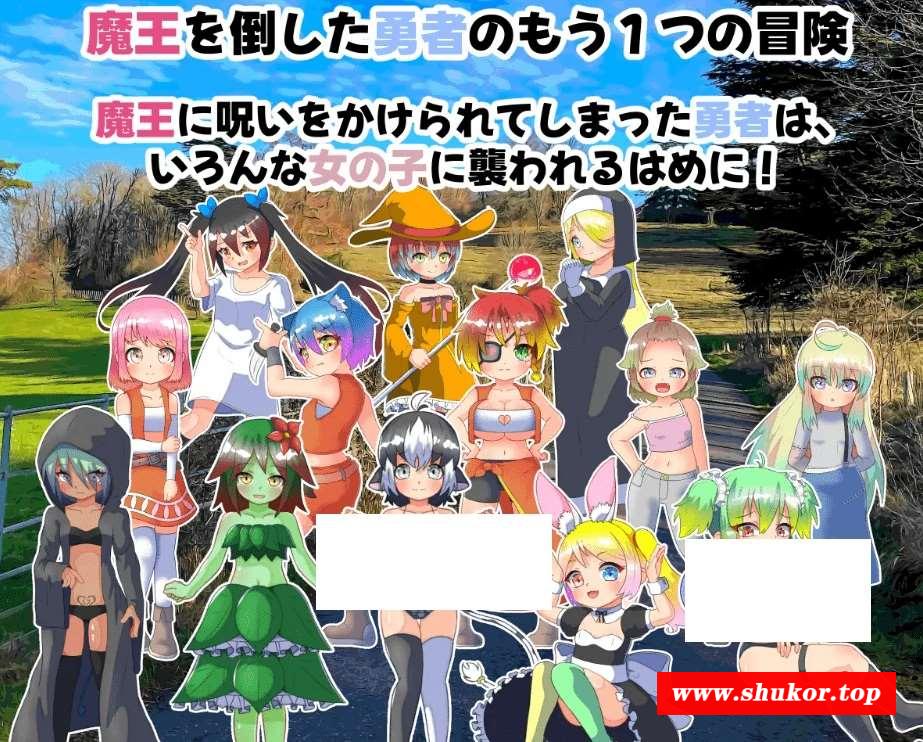 魔王を倒した勇者のもう１つの冒険
魔王に呪いをかけられてしまった勇者は、
いろんな女の子に襲われるはめに！
www.shukor.top